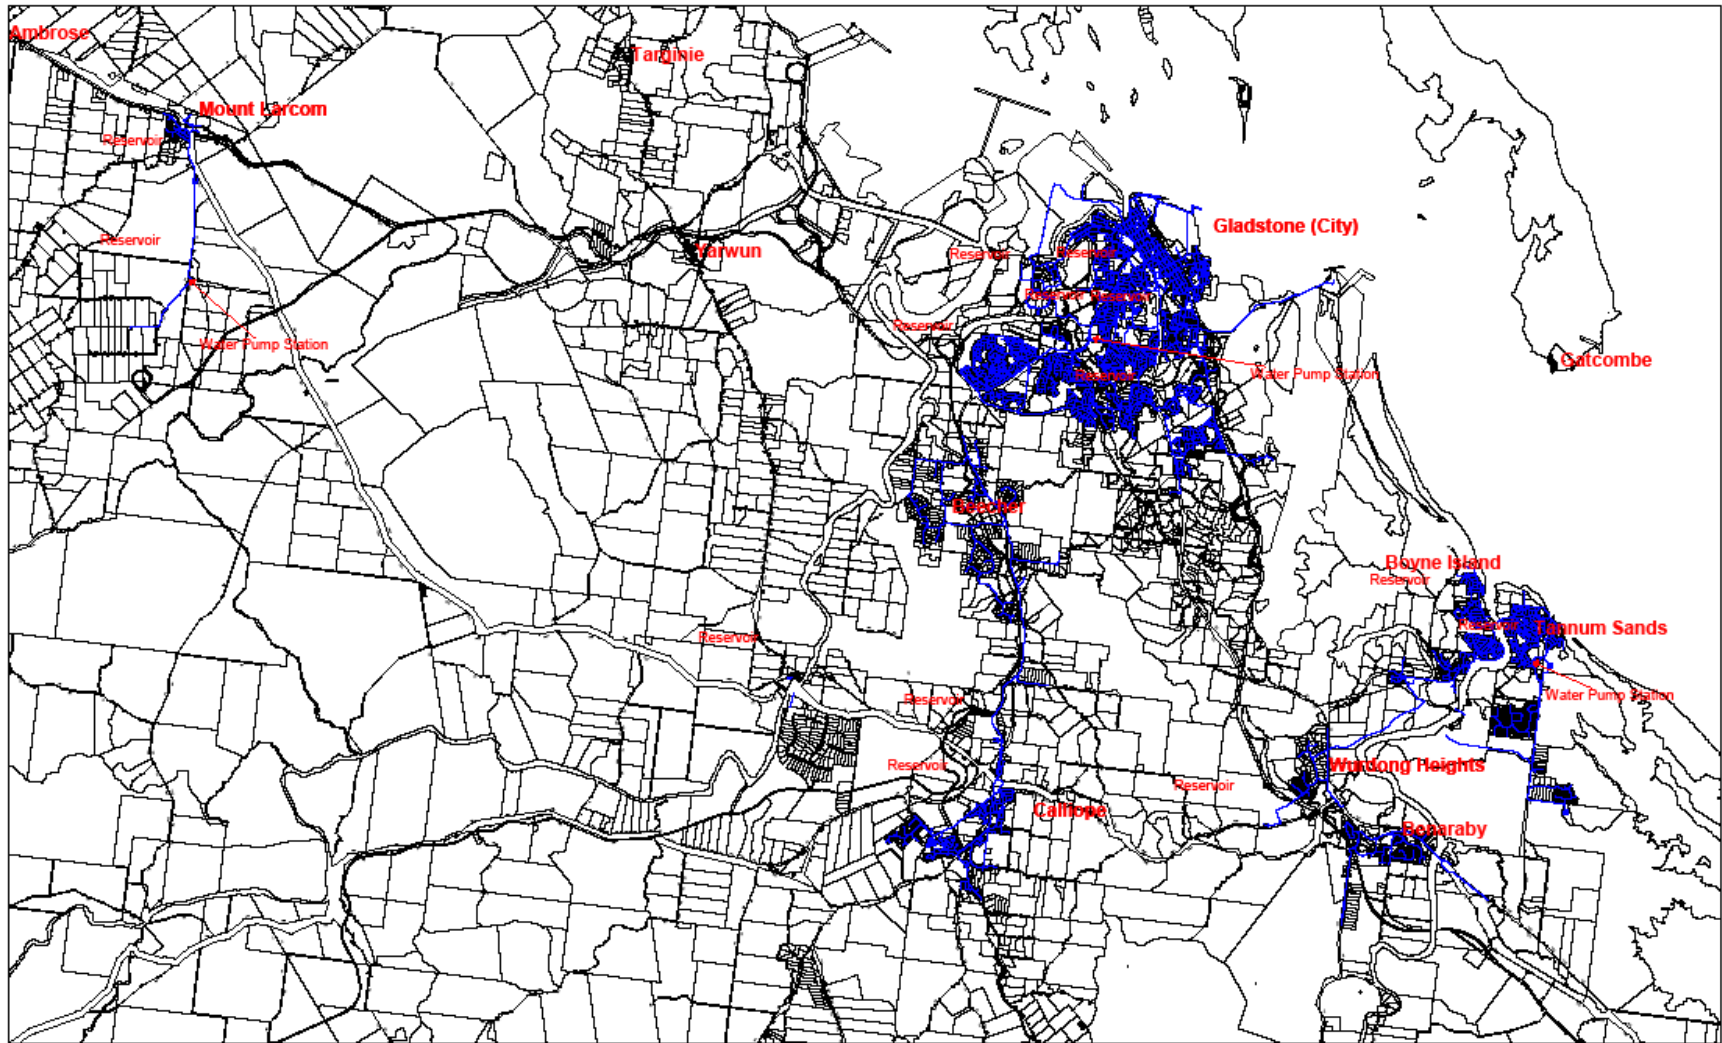 Ambrose
Targinie
Mount Larcom
Reservoir
Gladstone (City)
Reservoir
Yarwun
Reservoir
Reservoir
Reservoir
Reservoir
Reservoir
Water Pump Station
Gatcombe
Water Pump Station
Reservoir
Beecher
Boyne Island
Reservoir
Reservoir
Tannum Sands
Reservoir
Water Pump Station
Reservoir
Reservoir
Wurdong Heights
Reservoir
Calliope
Benaraby